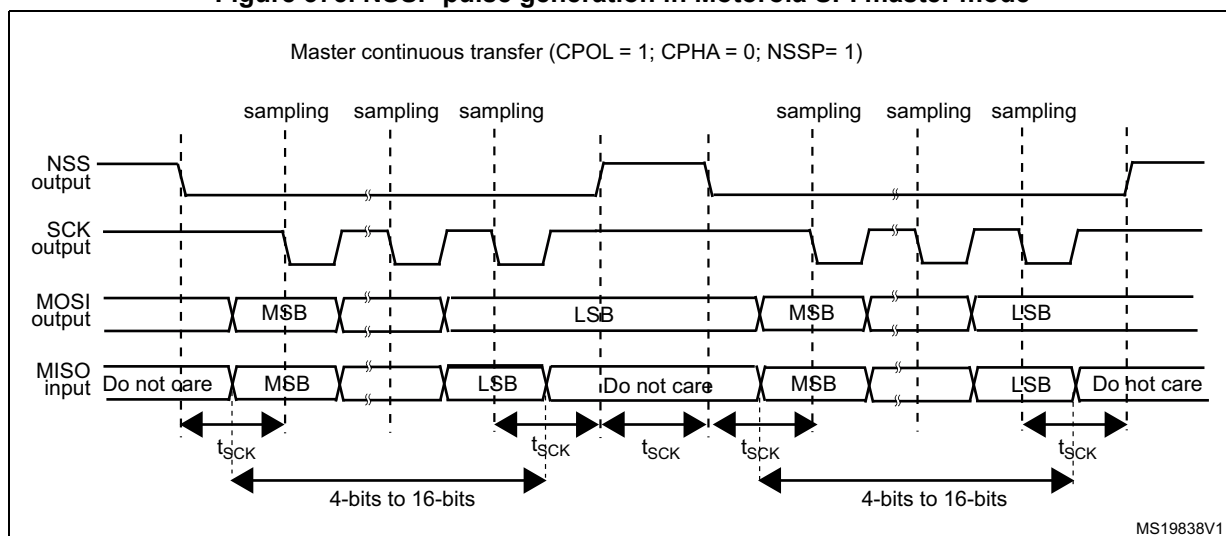 Master continuous transfer (CPOL = 1; CPHA = 0; NSSP= 1)
sampling sampling sampling sampling sampling sampling
NSS
output
SCK
output
MOSI
output
MSB LSB MSB LSB
MISO
input
Do not care MSB LSB Do not care MSB LSB Do not care
tSCK tSCK tSCK tSCK tSCK
4-bits to 16-bits 4-bits to 16-bits
MS19838V1